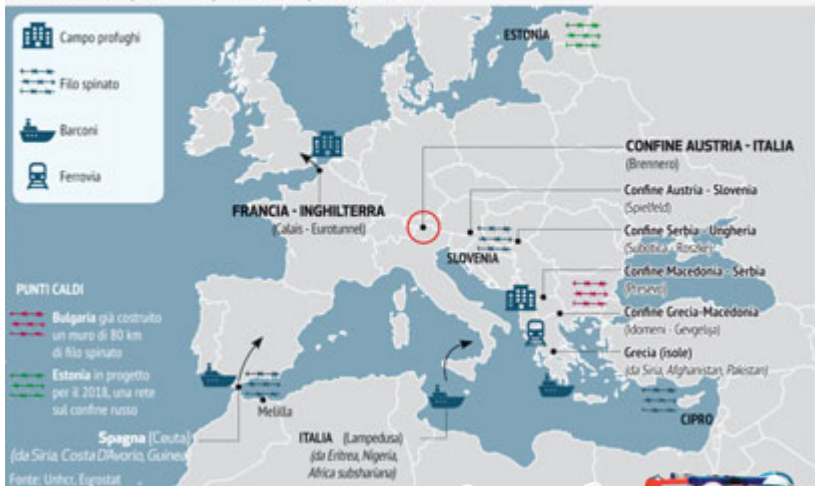 Campo profughi
Filo spinato
Barconi
Ferrovia
ESTONIA
CONFINE AUSTRIA - ITALIA
(Brennero)
Confine Austria - Slovenia
(Spielfeld)
Confine Serbia - Ungheria
(Subotica - Roszke)
Confine Macedonia - Serbia
(Presevo)
Confine Grecia-Macedonia
(Idomeni - Gevgelija)
Grecia (isole)
(da Siria, Afghanistan, Pakistan)
FRANCIA - INGHILTERRA
(Calais - Eurotunnel)
SLOVENIA
PUNTI CALDI
Bulgaria già costruito
un muro di 80 km
di filo spinato
Estonia in progetto
per il 2018, una rete
sul confine russo
Melilla
CIPRO
Spagna (Ceuta)
(da Siria, Costa D'Avorio, Guinea
ITALIA (Lampedusa)
(da Eritrea, Nigeria,
Africa subshariana)
Fonte: Unhcr, Eurostat